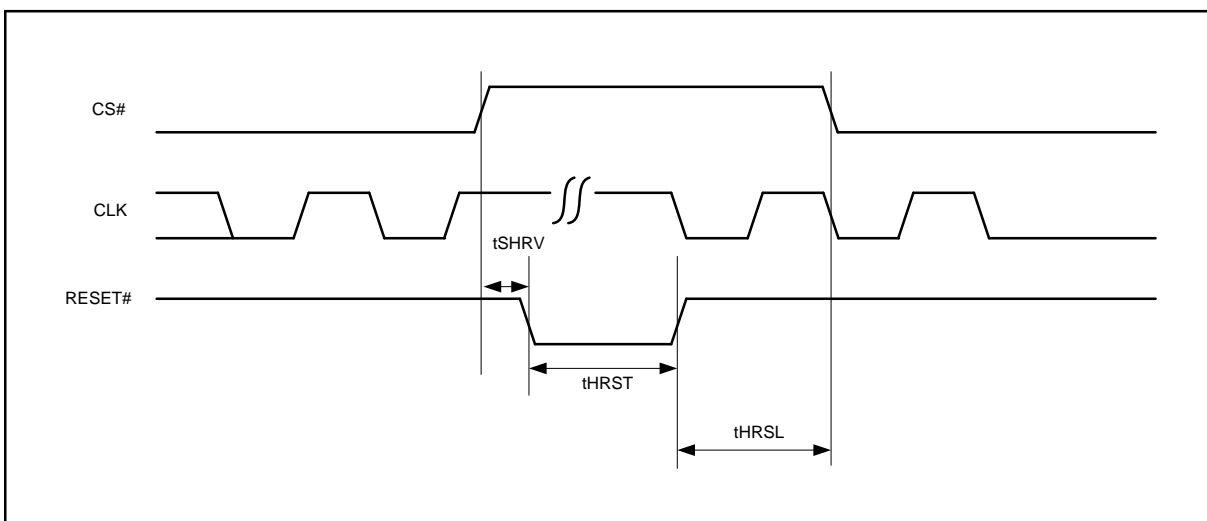 CS#
CLK
tSHRV
RESET#
tHRST
tHRSL